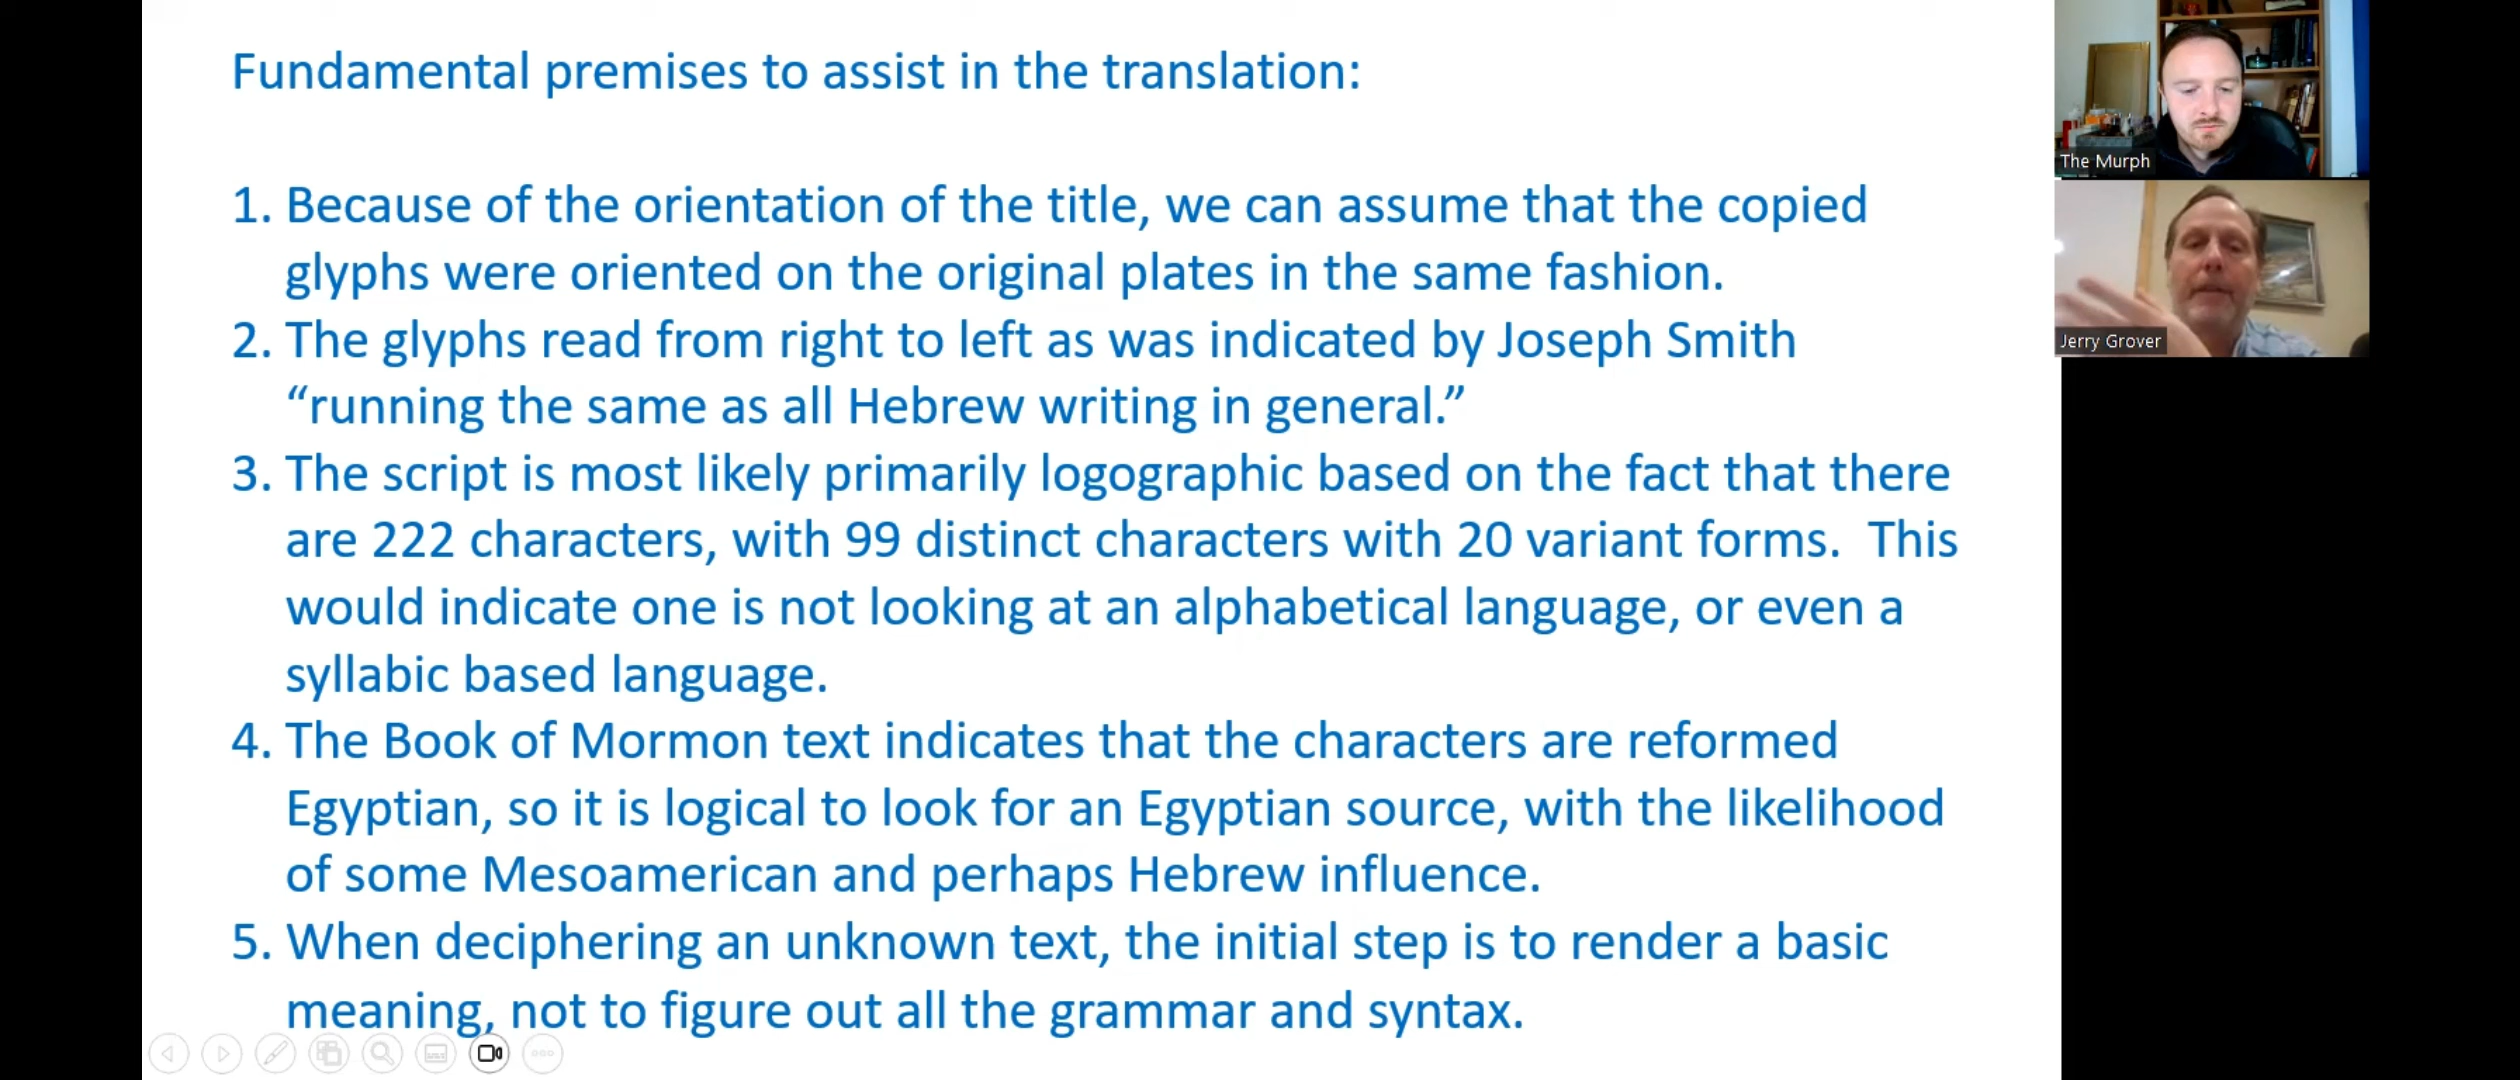 Fundamental premises to assist in the translation:
1. Because of the orientation of the title, we can assume that the copied
glyphs were oriented on the original plates in the same fashion.
2. The glyphs read from right to left as was indicated by Joseph Smith
“running the same as all Hebrew writing in general.”
3. The script is most likely primarily logographic based on the fact that there
are 222 characters, with 99 distinct characters with 20 variant forms.  This
would indicate one is not looking at an alphabetical language, or even a
syllabic based language.
4. The Book of Mormon text indicates that the characters are reformed
Egyptian, so it is logical to look for an Egyptian source, with the likelihood
of some Mesoamerican and perhaps Hebrew influence.
5. When deciphering an unknown text, the initial step is to render a basic
meaning, not to figure out all the grammar and syntax.
The Murph
Jerry Grover